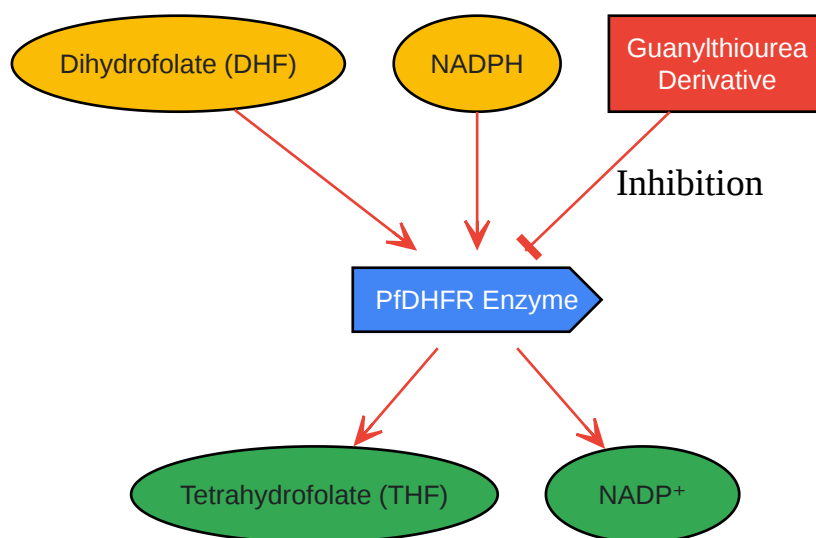 Dihydrofolate (DHF)
NADPH
Guanylthiourea
Derivative
Inhibition
PfDHFR Enzyme
Tetrahydrofolate (THF)
NADP⁺